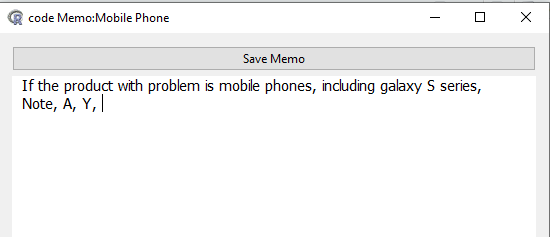 code Memo:Mobile Phone
Save Memo
If the product with problem is mobile phones, including galaxy S series,
Note, A, Y,